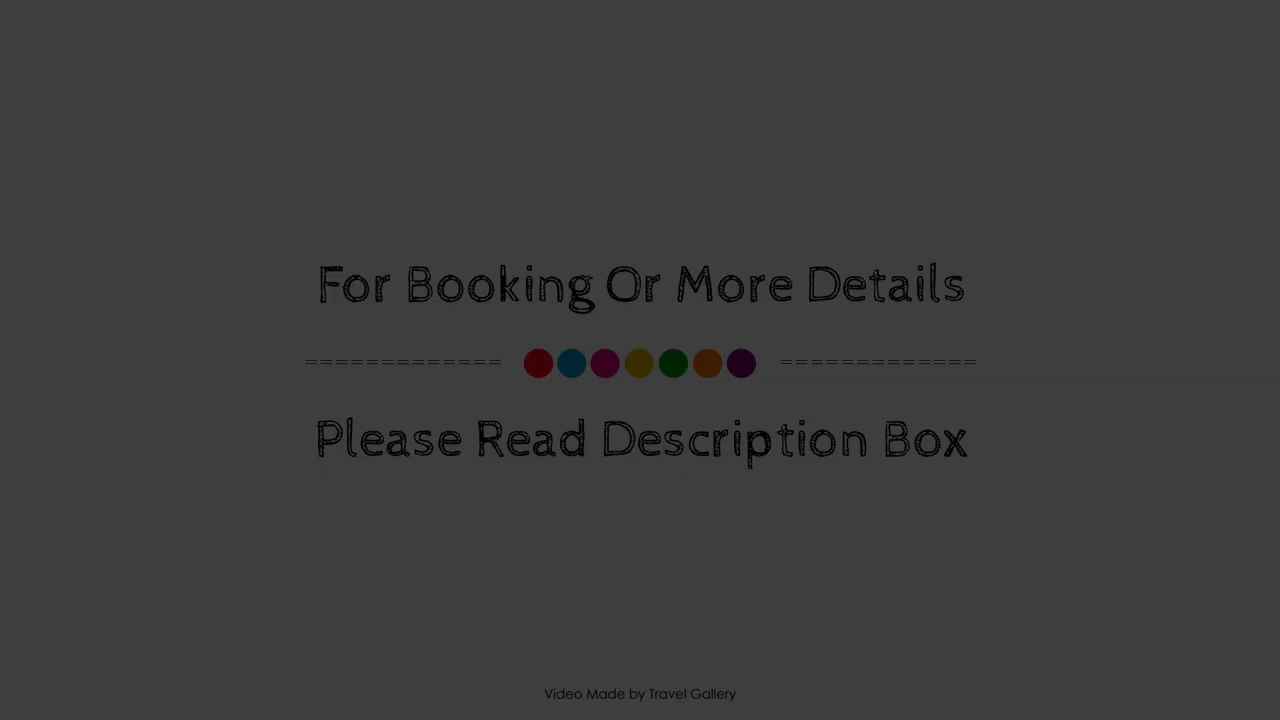 For Booking Or More Details
============= =============
Please Read Description Box
Video Made by Travel Gallery